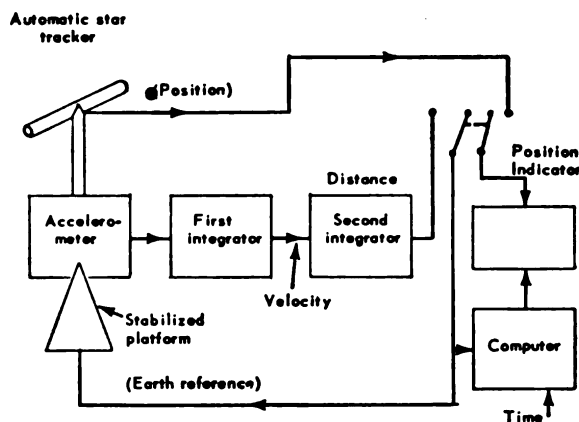 Automatic star
tracker
(Position)
Position
Indicator
Distance
Accelero-
meter
First
integrator
Second
integrator
Velocity
Stabilized
platform
Computer
(Earth reference)
Time